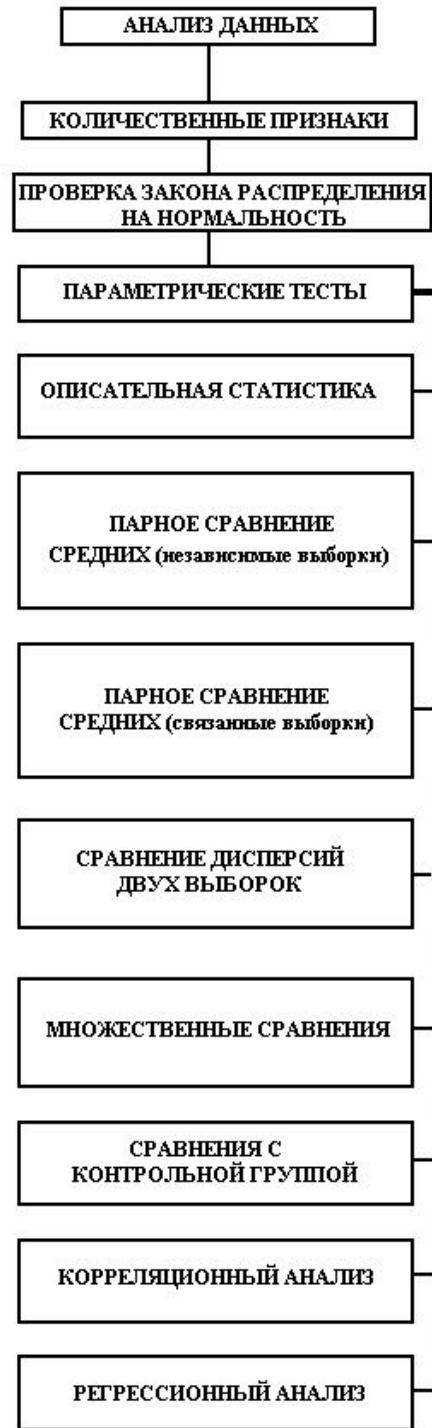 АНАЛИЗ ДАННЫХ
КОЛИЧЕСТВЕННЫЕ ПРИЗНАКИ
ПРОВЕРКА ЗАКОНА РАСПРЕДЕЛЕНИЯ
НА НОРМАЛЬНОСТЬ
ПАРАМЕТРИЧЕСКИЕ ТЕСТЫ
ОПИСАТЕЛЬНАЯ СТАТИСТИКА
ПАРНОЕ СРАВНЕНИЕ
СРЕДНИХ (независимые выборки)
ПАРНОЕ СРАВНЕНИЕ
СРЕДНИХ (связанные выборки)
СРАВНЕНИЕ ДИСПЕРСИЙ
ДВУХ ВЫБОРОК
МНОЖЕСТВЕННЫЕ СРАВНЕНИЯ
СРАВНЕНИЯ С
КОНТРОЛЬНОЙ ГРУППОЙ
КОРРЕЛЯЦИОННЫЙ АНАЛИЗ
РЕГРЕССИОННЫЙ АНАЛИЗ